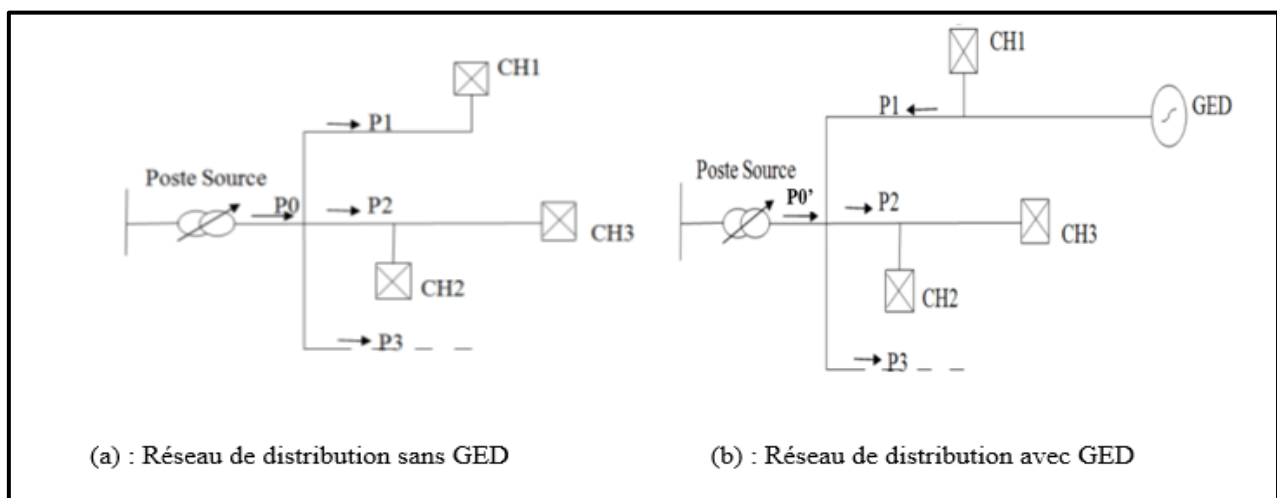 CH1
P1
Poste Source
P0
P2
CH3
CH2
P3
(a) : Réseau de distribution sans GED
CH1
P1
GED
Poste Source
P0’
P2
CH3
CH2
P3
(b) : Réseau de distribution avec GED